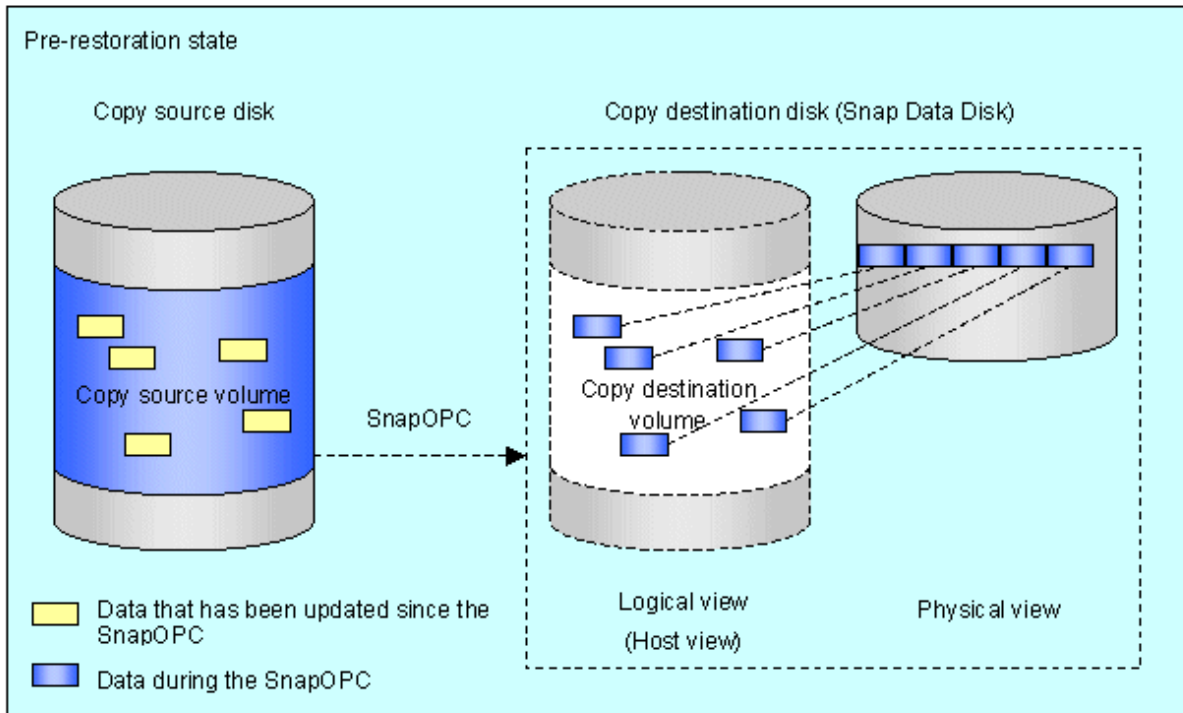 Pre-restoration state
Copy source disk
Copy destination disk (Snap Data Disk)
Copy source volume
SnapOPC
Copy destination
volume
Logical view
(Host view)
Physical view
Data that has been updated since the
SnapOPC
Data during the SnapOPC